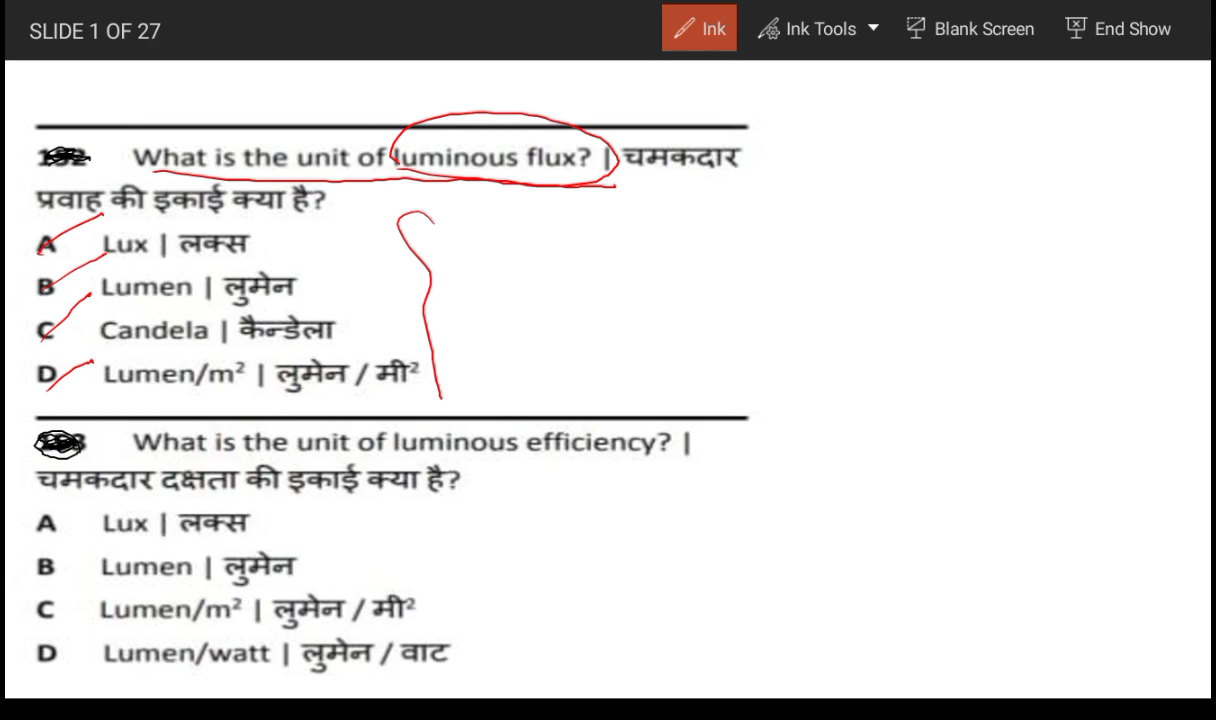 SLIDE 1 OF 27
Ink
Ink Tools
Blank Screen
End Show
What is the unit of luminous flux? | चमकदार
प्रवाह की इकाई क्या है?
A Lux | लक्स
B Lumen | लुमेन
C Candela | कैन्डेला
D Lumen/m² | लुमेन / मी²
What is the unit of luminous efficiency? |
चमकदार दक्षता की इकाई क्या है?
A Lux | लक्स
B Lumen | लुमेन
C Lumen/m² | लुमेन / मी²
D Lumen/watt | लुमेन / वाट